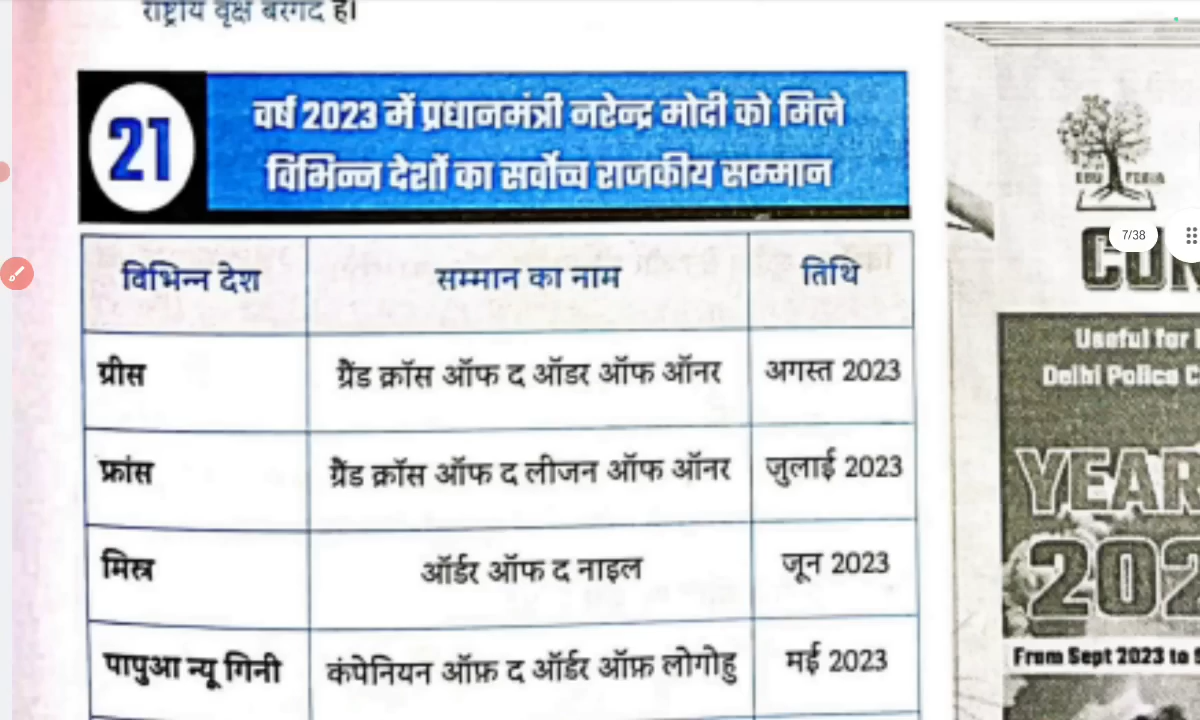 राष्ट्रीय वृक्ष बरगद है।
21
वर्ष 2023 में प्रधानमंत्री नरेन्द्र मोदी को मिले
विभिन्न देशों का सर्वोच्च राजकीय सम्मान
विभिन्न देश सम्मान का नाम तिथि
ग्रीस ग्रैंड क्रॉस ऑफ द ऑडर ऑफ ऑनर अगस्त 2023
फ्रांस ग्रैंड क्रॉस ऑफ द लीजन ऑफ ऑनर जुलाई 2023
मिस्र ऑर्डर ऑफ द नाइल जून 2023
पापुआ न्यू गिनी कंपेनियन ऑफ़ द ऑर्डर ऑफ़ लोगोहु मई 2023
EDU TERIA
7/38
CON
Useful for
Delhi Police C
YEAR
202
From Sept 2023 to S